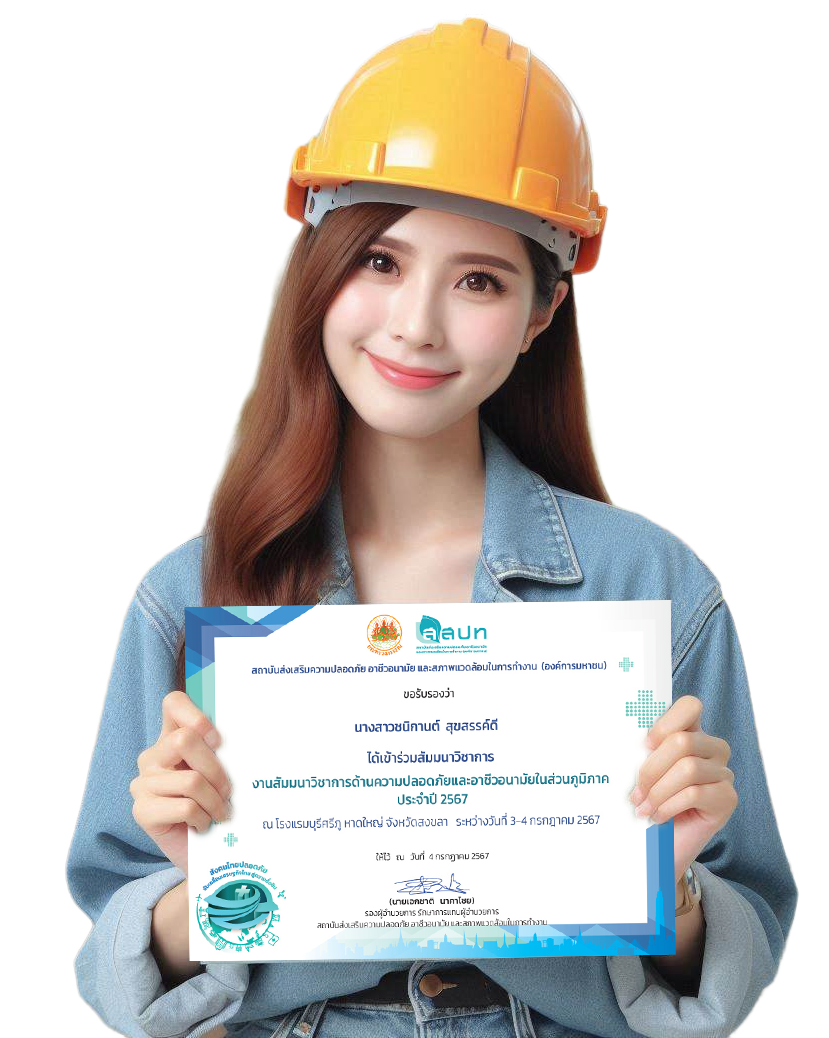 สสปท
สถาบันส่งเสริมความปลอดภัย อาชีวอนามัย และสภาพแวดล้อมในการทำงาน (องค์การมหาชน)
ขอรับรองว่า
นางสาวชนิกานต์ สุขสรรค์ดี
ได้เข้าร่วมสัมมนาวิชาการ
งานสัมมนาวิชาการด้านความปลอดภัยและอาชีวอนามัยในส่วนภูมิภาค
ประจำปี 2567
ณ โรงแรมบุรีศรีภู หาดใหญ่ จังหวัดสงขลา ระหว่างวันที่ 3-4 กรกฎาคม 2567
ให้ไว้ ณ วันที่ 4 กรกฎาคม 2567
สังคมไทยปลอดภัย
(นายเอกชาติ นาคาไชย)
รองผู้อำนวยการ รักษาการแทนผู้อำนวยการ
สถาบันส่งเสริมความปลอดภัย อาชีวอนามัย และสภาพแวดล้อมในการทำงาน